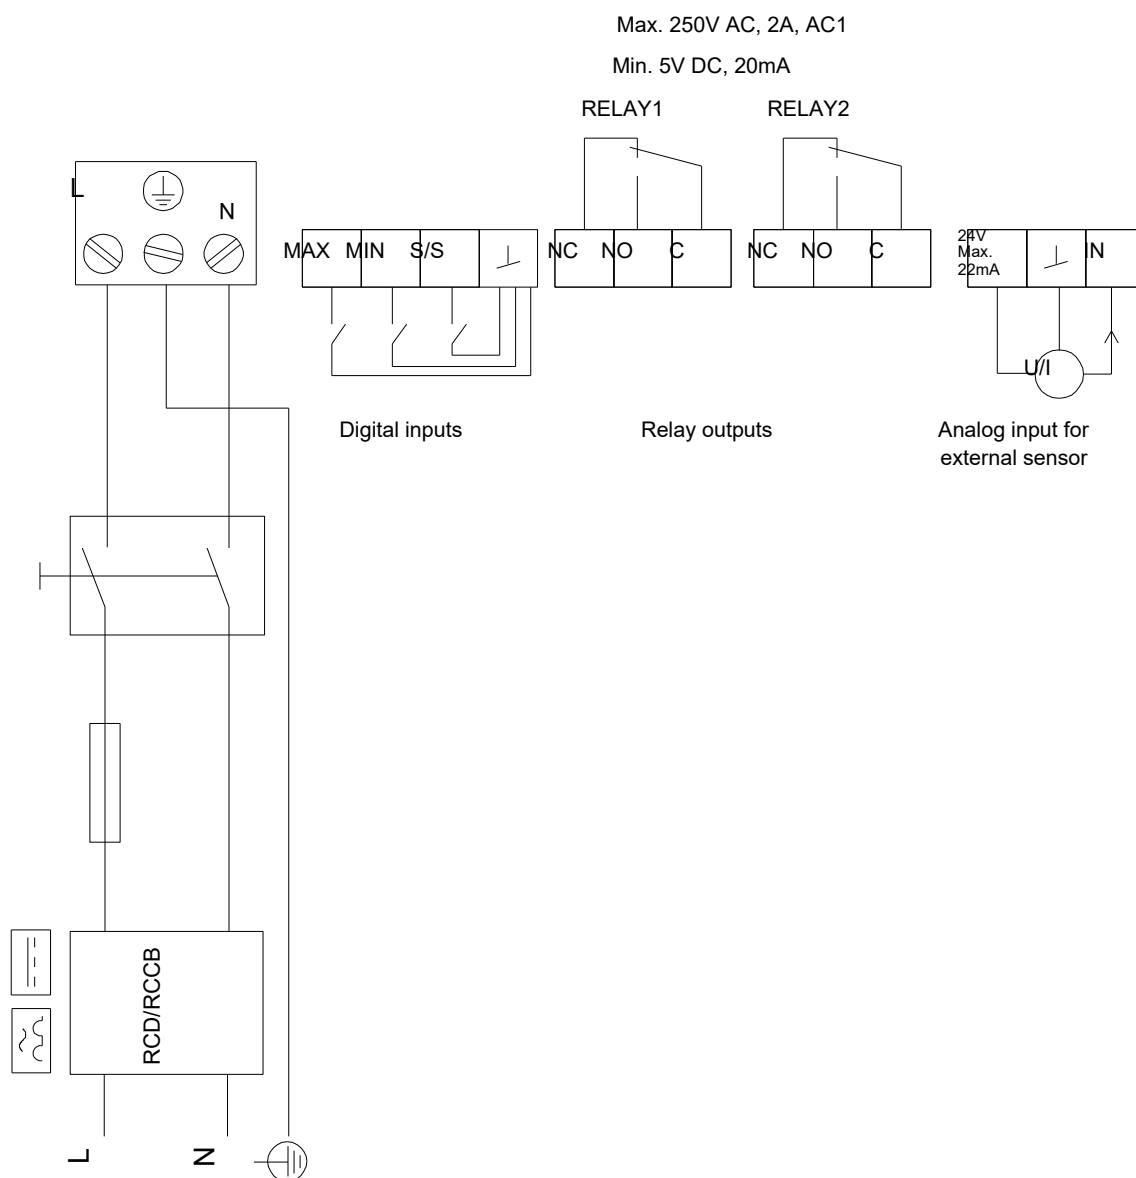 Max. 250V AC, 2A, AC1
Min. 5V DC, 20mA
RELAY1 RELAY2
L
N
MAX MIN S/S NC NO C NC NO C 24V Max. 22mA IN
U/I
Digital inputs Relay outputs Analog input for
external sensor
RCD/RCCB
L N